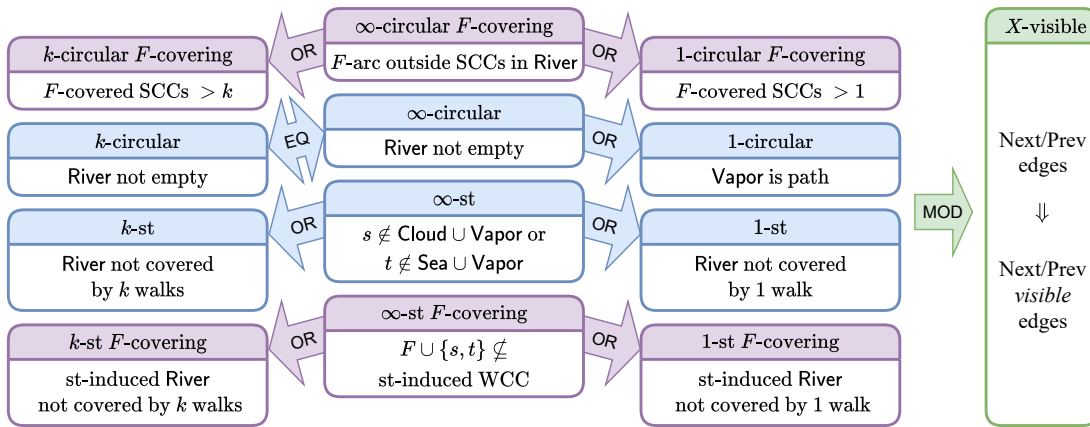 k-circular F-covering
F-covered SCCs > k
OR
∞-circular F-covering
F-arc outside SCCs in River
OR
1-circular F-covering
F-covered SCCs > 1
k-circular
River not empty
EQ
∞-circular
River not empty
OR
1-circular
Vapor is path
k-st
River not covered
by k walks
OR
∞-st
s ∉ Cloud ∪ Vapor or
t ∉ Sea ∪ Vapor
OR
1-st
River not covered
by 1 walk
k-st F-covering
st-induced River
not covered by k walks
OR
∞-st F-covering
F ∪ {s, t} ⊈
st-induced WCC
OR
1-st F-covering
st-induced River
not covered by 1 walk
MOD
X-visible
Next/Prev
edges
⇓
Next/Prev
visible
edges